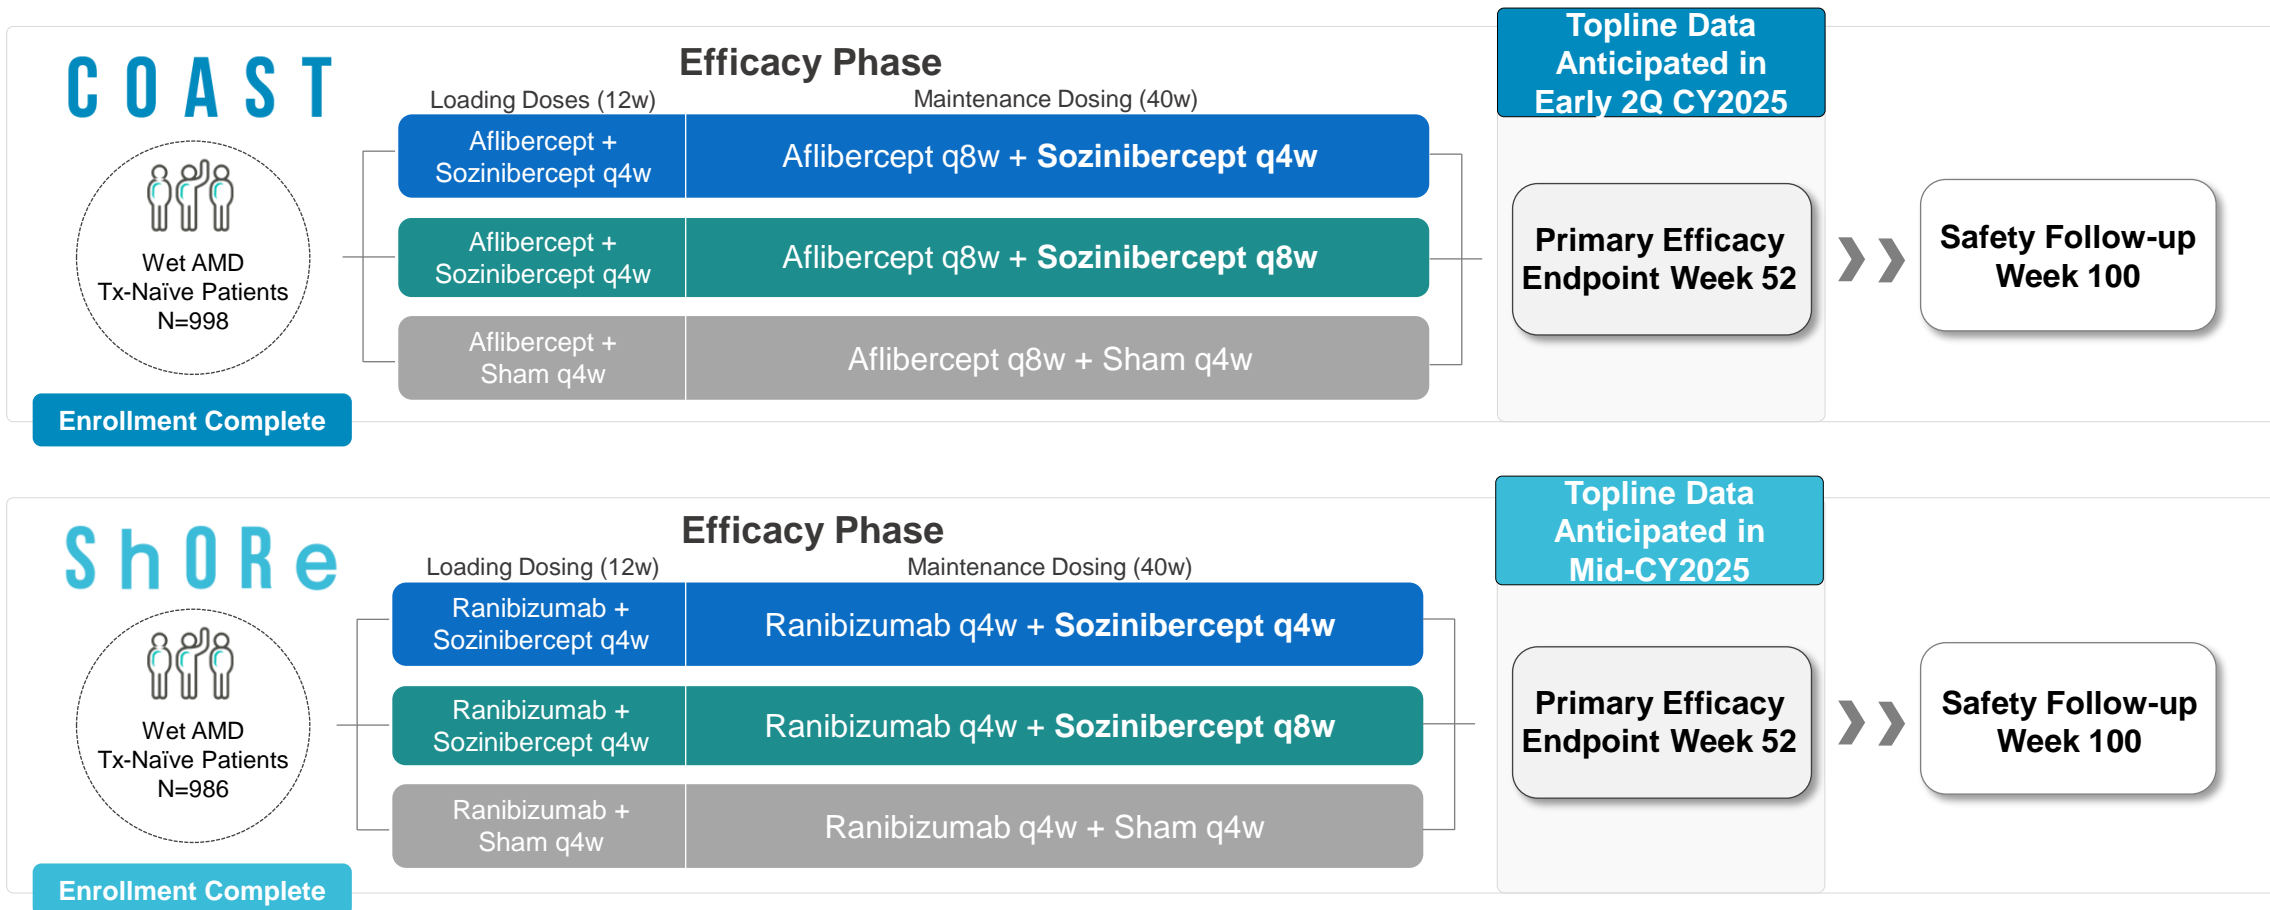 COAST
Efficacy Phase
Loading Doses (12w)
Maintenance Dosing (40w)
Wet AMD
Tx-Naïve Patients
N=998
Enrollment Complete
Aflibercept +
Sozinibercept q4w
Aflibercept q8w + Sozinibercept q4w
Aflibercept +
Sozinibercept q4w
Aflibercept q8w + Sozinibercept q8w
Aflibercept +
Sham q4w
Aflibercept q8w + Sham q4w
Topline Data
Anticipated in
Early 2Q CY2025
Primary Efficacy
Endpoint Week 52
Safety Follow-up
Week 100
ShORe
Efficacy Phase
Loading Dosing (12w)
Maintenance Dosing (40w)
Wet AMD
Tx-Naïve Patients
N=986
Enrollment Complete
Ranibizumab +
Sozinibercept q4w
Ranibizumab q4w + Sozinibercept q4w
Ranibizumab +
Sozinibercept q4w
Ranibizumab q4w + Sozinibercept q8w
Ranibizumab +
Sham q4w
Ranibizumab q4w + Sham q4w
Topline Data
Anticipated in
Mid-CY2025
Primary Efficacy
Endpoint Week 52
Safety Follow-up
Week 100